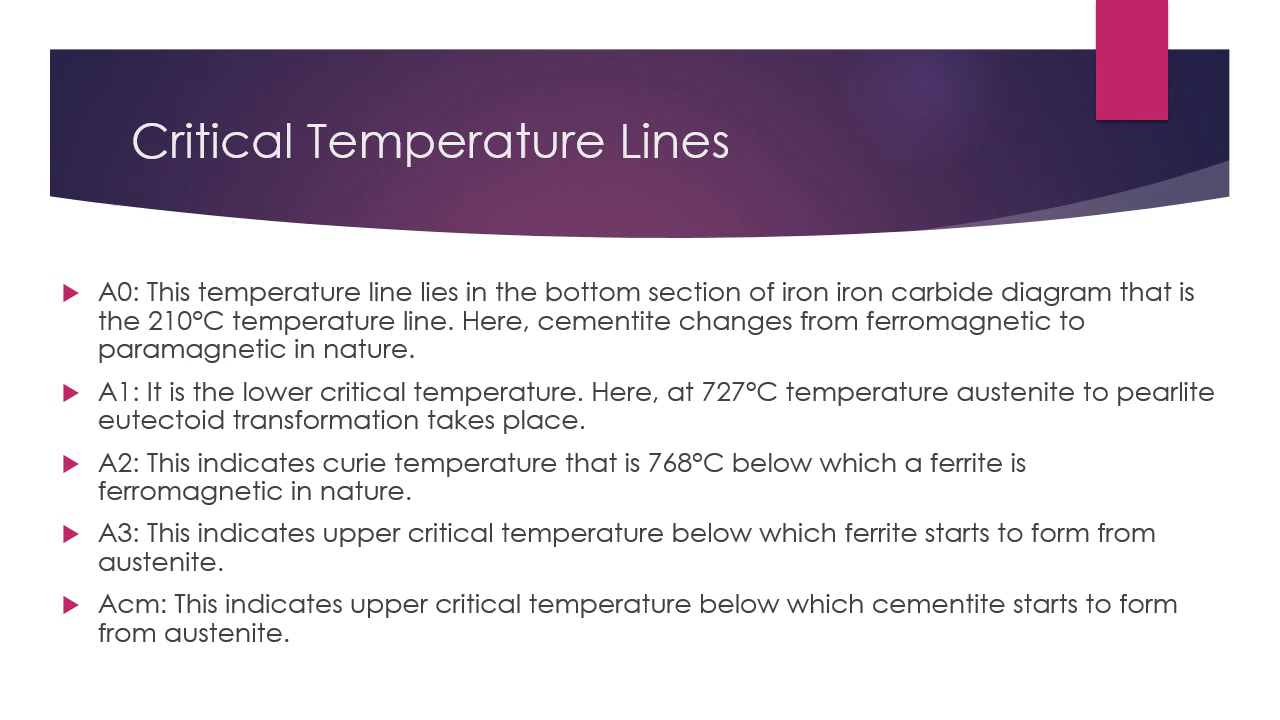 Critical Temperature Lines
A0: This temperature line lies in the bottom section of iron iron carbide diagram that is
the 210°C temperature line. Here, cementite changes from ferromagnetic to
paramagnetic in nature.
A1: It is the lower critical temperature. Here, at 727°C temperature austenite to pearlite
eutectoid transformation takes place.
A2: This indicates curie temperature that is 768°C below which a ferrite is
ferromagnetic in nature.
A3: This indicates upper critical temperature below which ferrite starts to form from
austenite.
Acm: This indicates upper critical temperature below which cementite starts to form
from austenite.